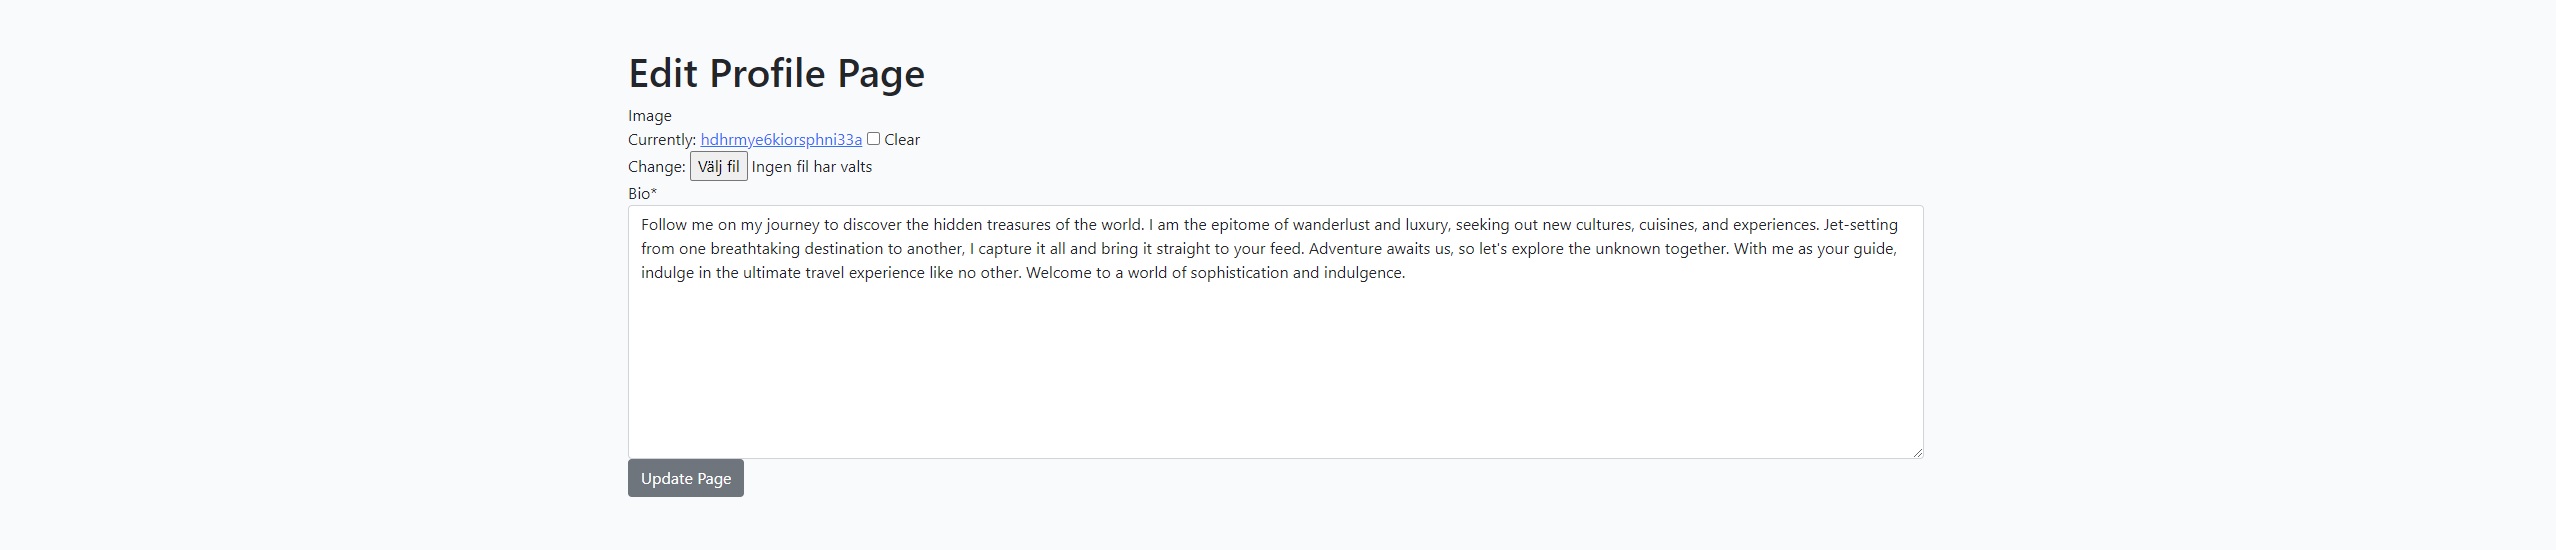 Edit Profile Page
Image
Currently: hdhrmye6kiorsphni33a Clear
Change: Välj fil Ingen fil har valts
Bio*
Follow me on my journey to discover the hidden treasures of the world. I am the epitome of wanderlust and luxury, seeking out new cultures, cuisines, and experiences. Jet-setting
from one breathtaking destination to another, I capture it all and bring it straight to your feed. Adventure awaits us, so let's explore the unknown together. With me as your guide,
indulge in the ultimate travel experience like no other. Welcome to a world of sophistication and indulgence.
Update Page